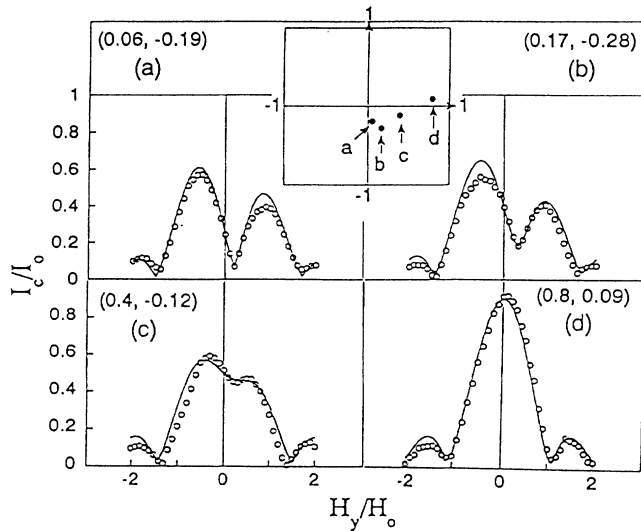 1
(0.06, -0.19)
(a)
(0.17, -0.28)
(b)
-1
1
a
b
c
d
-1
1
0.8
0.6
0.4
0.2
0
I_c/I_o
(0.4, -0.12)
(c)
(0.8, 0.09)
(d)
0.8
0.6
0.4
0.2
0
-2
0
2
-2
0
2
H_y/H_o